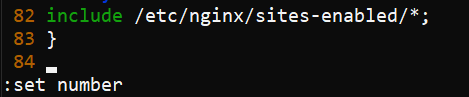 82 include /etc/nginx/sites-enabled/*;
83 }
84
:set number